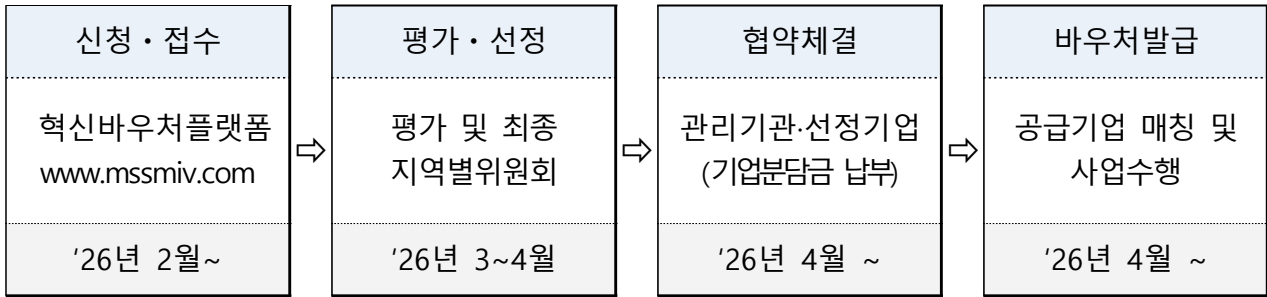 신청・접수
혁신바우처플랫폼
www.mssmiv.com
'26년 2월~
⇨
평가・선정
평가 및 최종
지역별위원회
'26년 3~4월
⇨
협약체결
관리기관·선정기업
(기업분담금 납부)
'26년 4월 ~
⇨
바우처발급
공급기업 매칭 및
사업수행
'26년 4월 ~